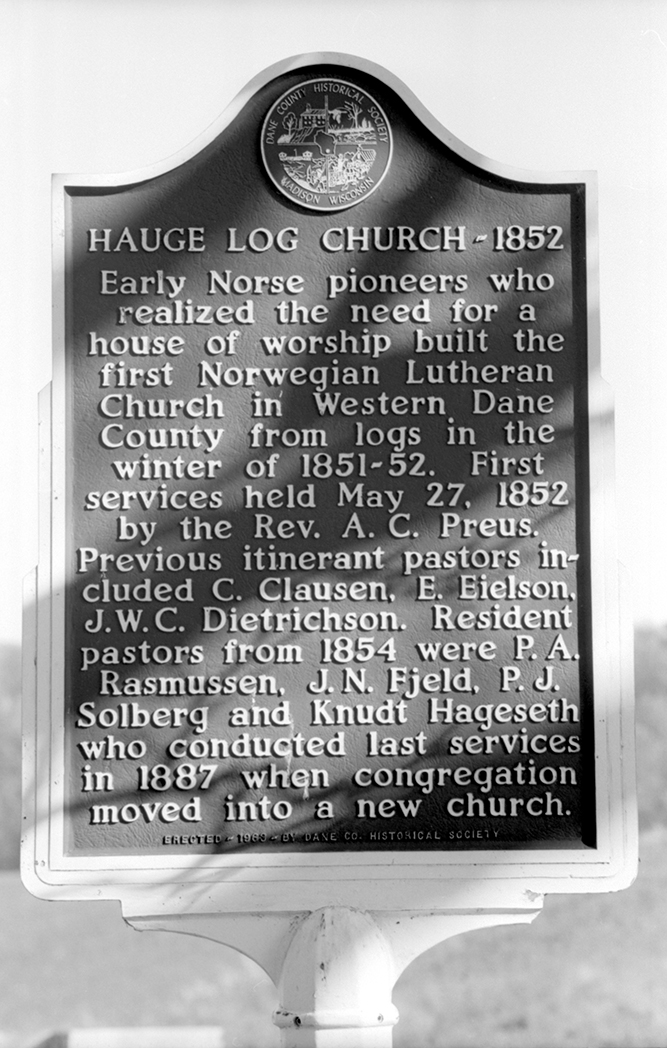 DANE COUNTY HISTORICAL SOCIETY
MADISON WISCONSIN
HAUGE LOG CHURCH - 1852
Early Norse pioneers who
realized the need for a
house of worship built the
first Norwegian Lutheran
Church in Western Dane
County from logs in the
winter of 1851-52. First
services held May 27, 1852
by the Rev. A. C. Preus.
Previous itinerant pastors in-
cluded C. Clausen, E. Eielson,
J.W.C. Dietrichson. Resident
pastors from 1854 were P. A.
Rasmussen, J. N. Fjeld, P. J.
Solberg and Knudt Hageseth
who conducted last services
in 1887 when congregation
moved into a new church.
ERECTED - 1963 - BY DANE CO. HISTORICAL SOCIETY